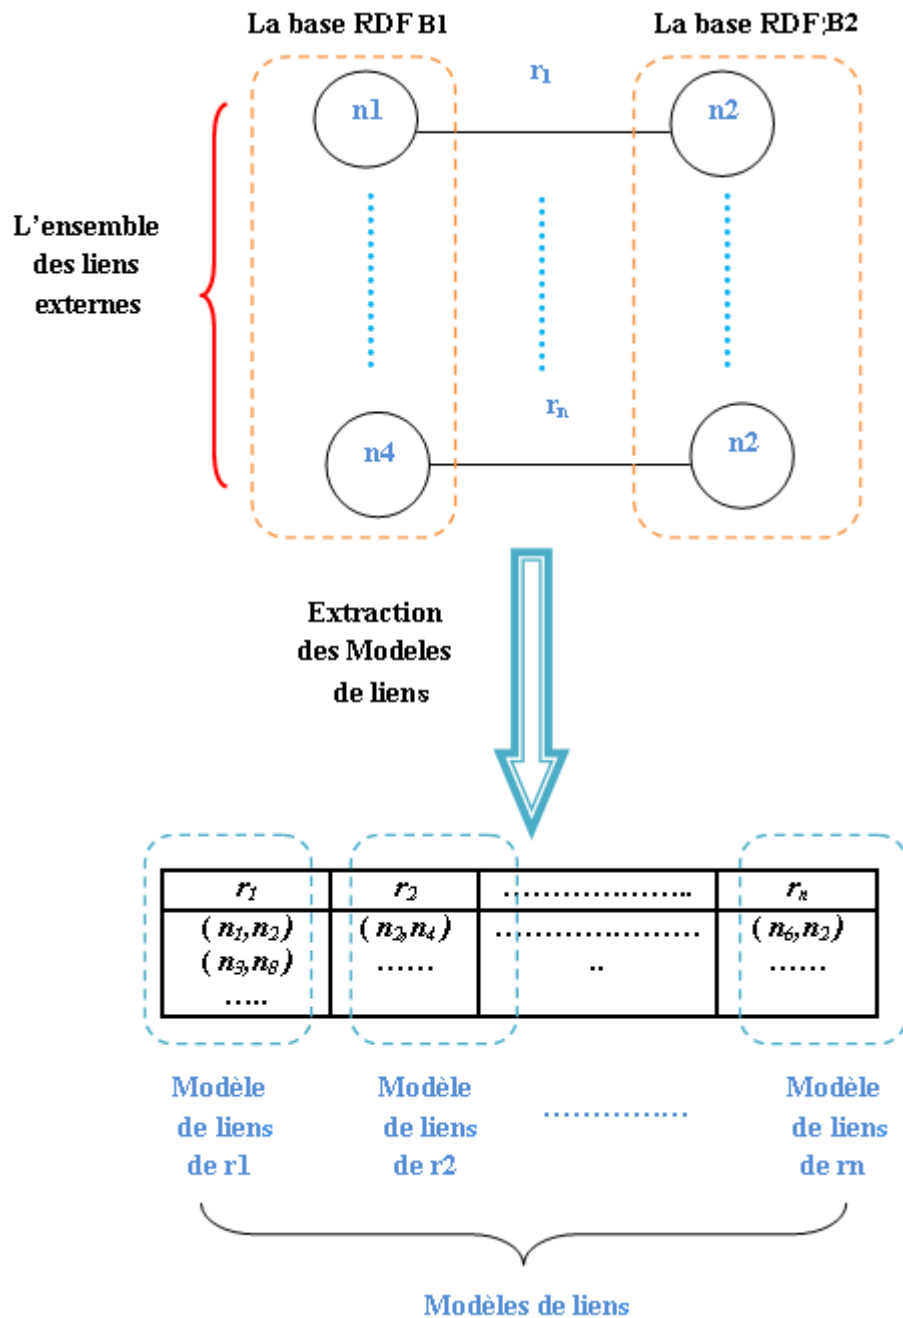 La base RDF B1
La base RDF B2
r1
n1
n2
L'ensemble
des liens
externes
rn
n4
n2
Extraction
des Modeles
de liens
r1 r2 ..................... rn
(n1,n2) (n2,n4) ........................ (n6,n2)
(n3,n8) ...... .. ......
.....
Modèle
de liens
de r1
Modèle
de liens
de r2
...............
Modèle
de liens
de rn
Modèles de liens